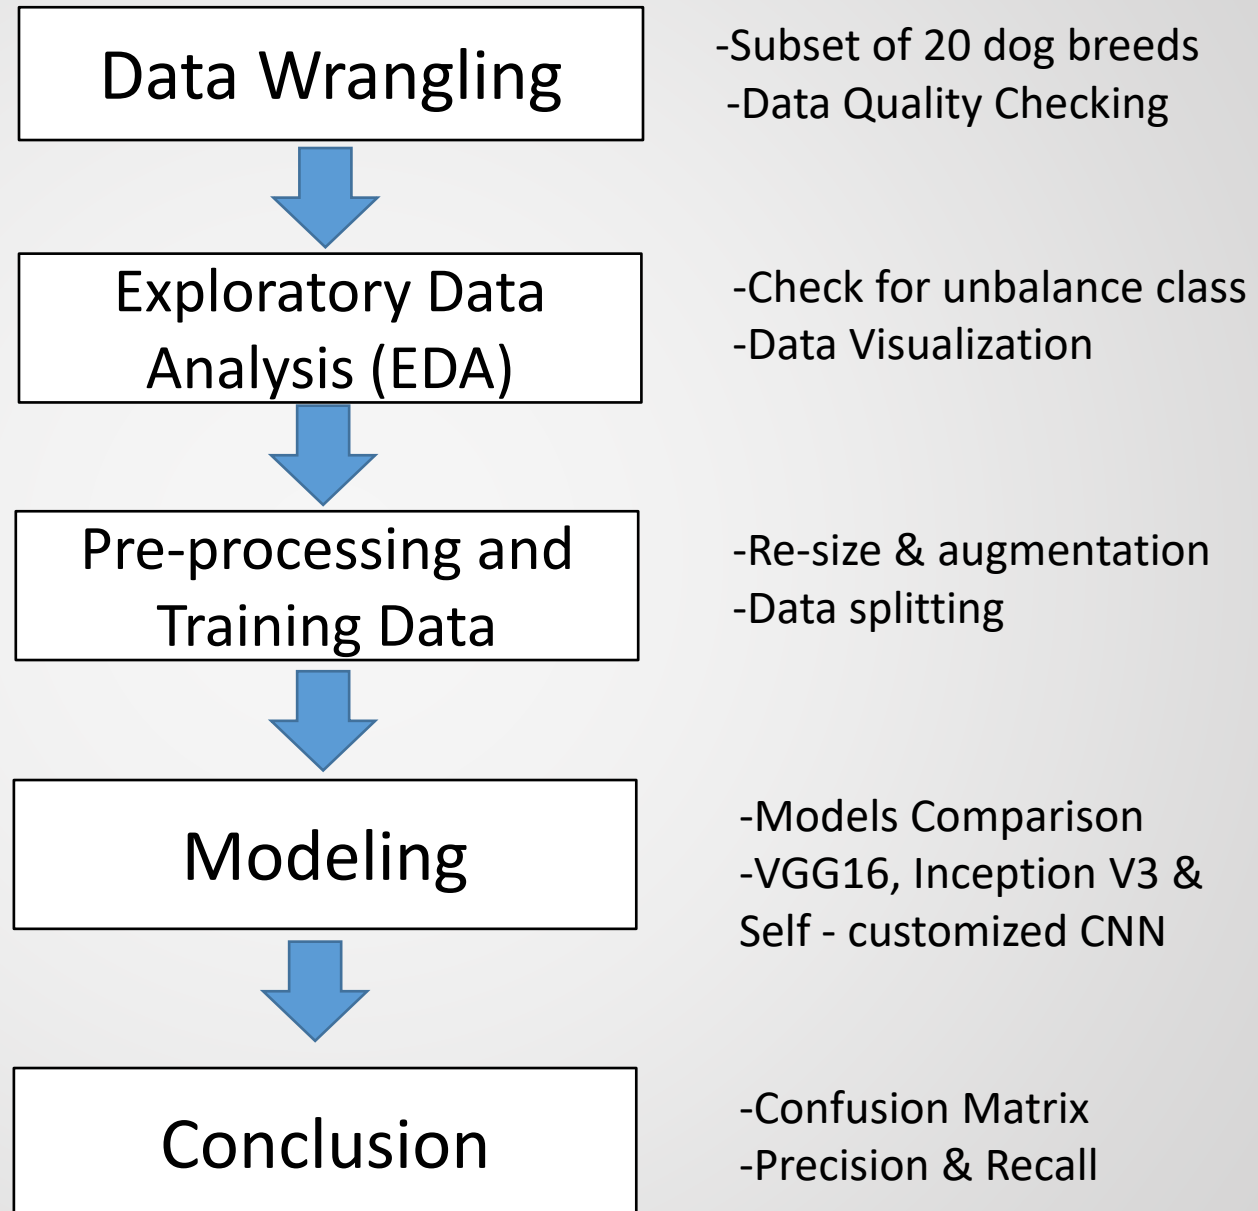 Data Wrangling
-Subset of 20 dog breeds
-Data Quality Checking
Exploratory Data
Analysis (EDA)
-Check for unbalance class
-Data Visualization
Pre-processing and
Training Data
-Re-size & augmentation
-Data splitting
Modeling
-Models Comparison
-VGG16, Inception V3 &
Self - customized CNN
Conclusion
-Confusion Matrix
-Precision & Recall